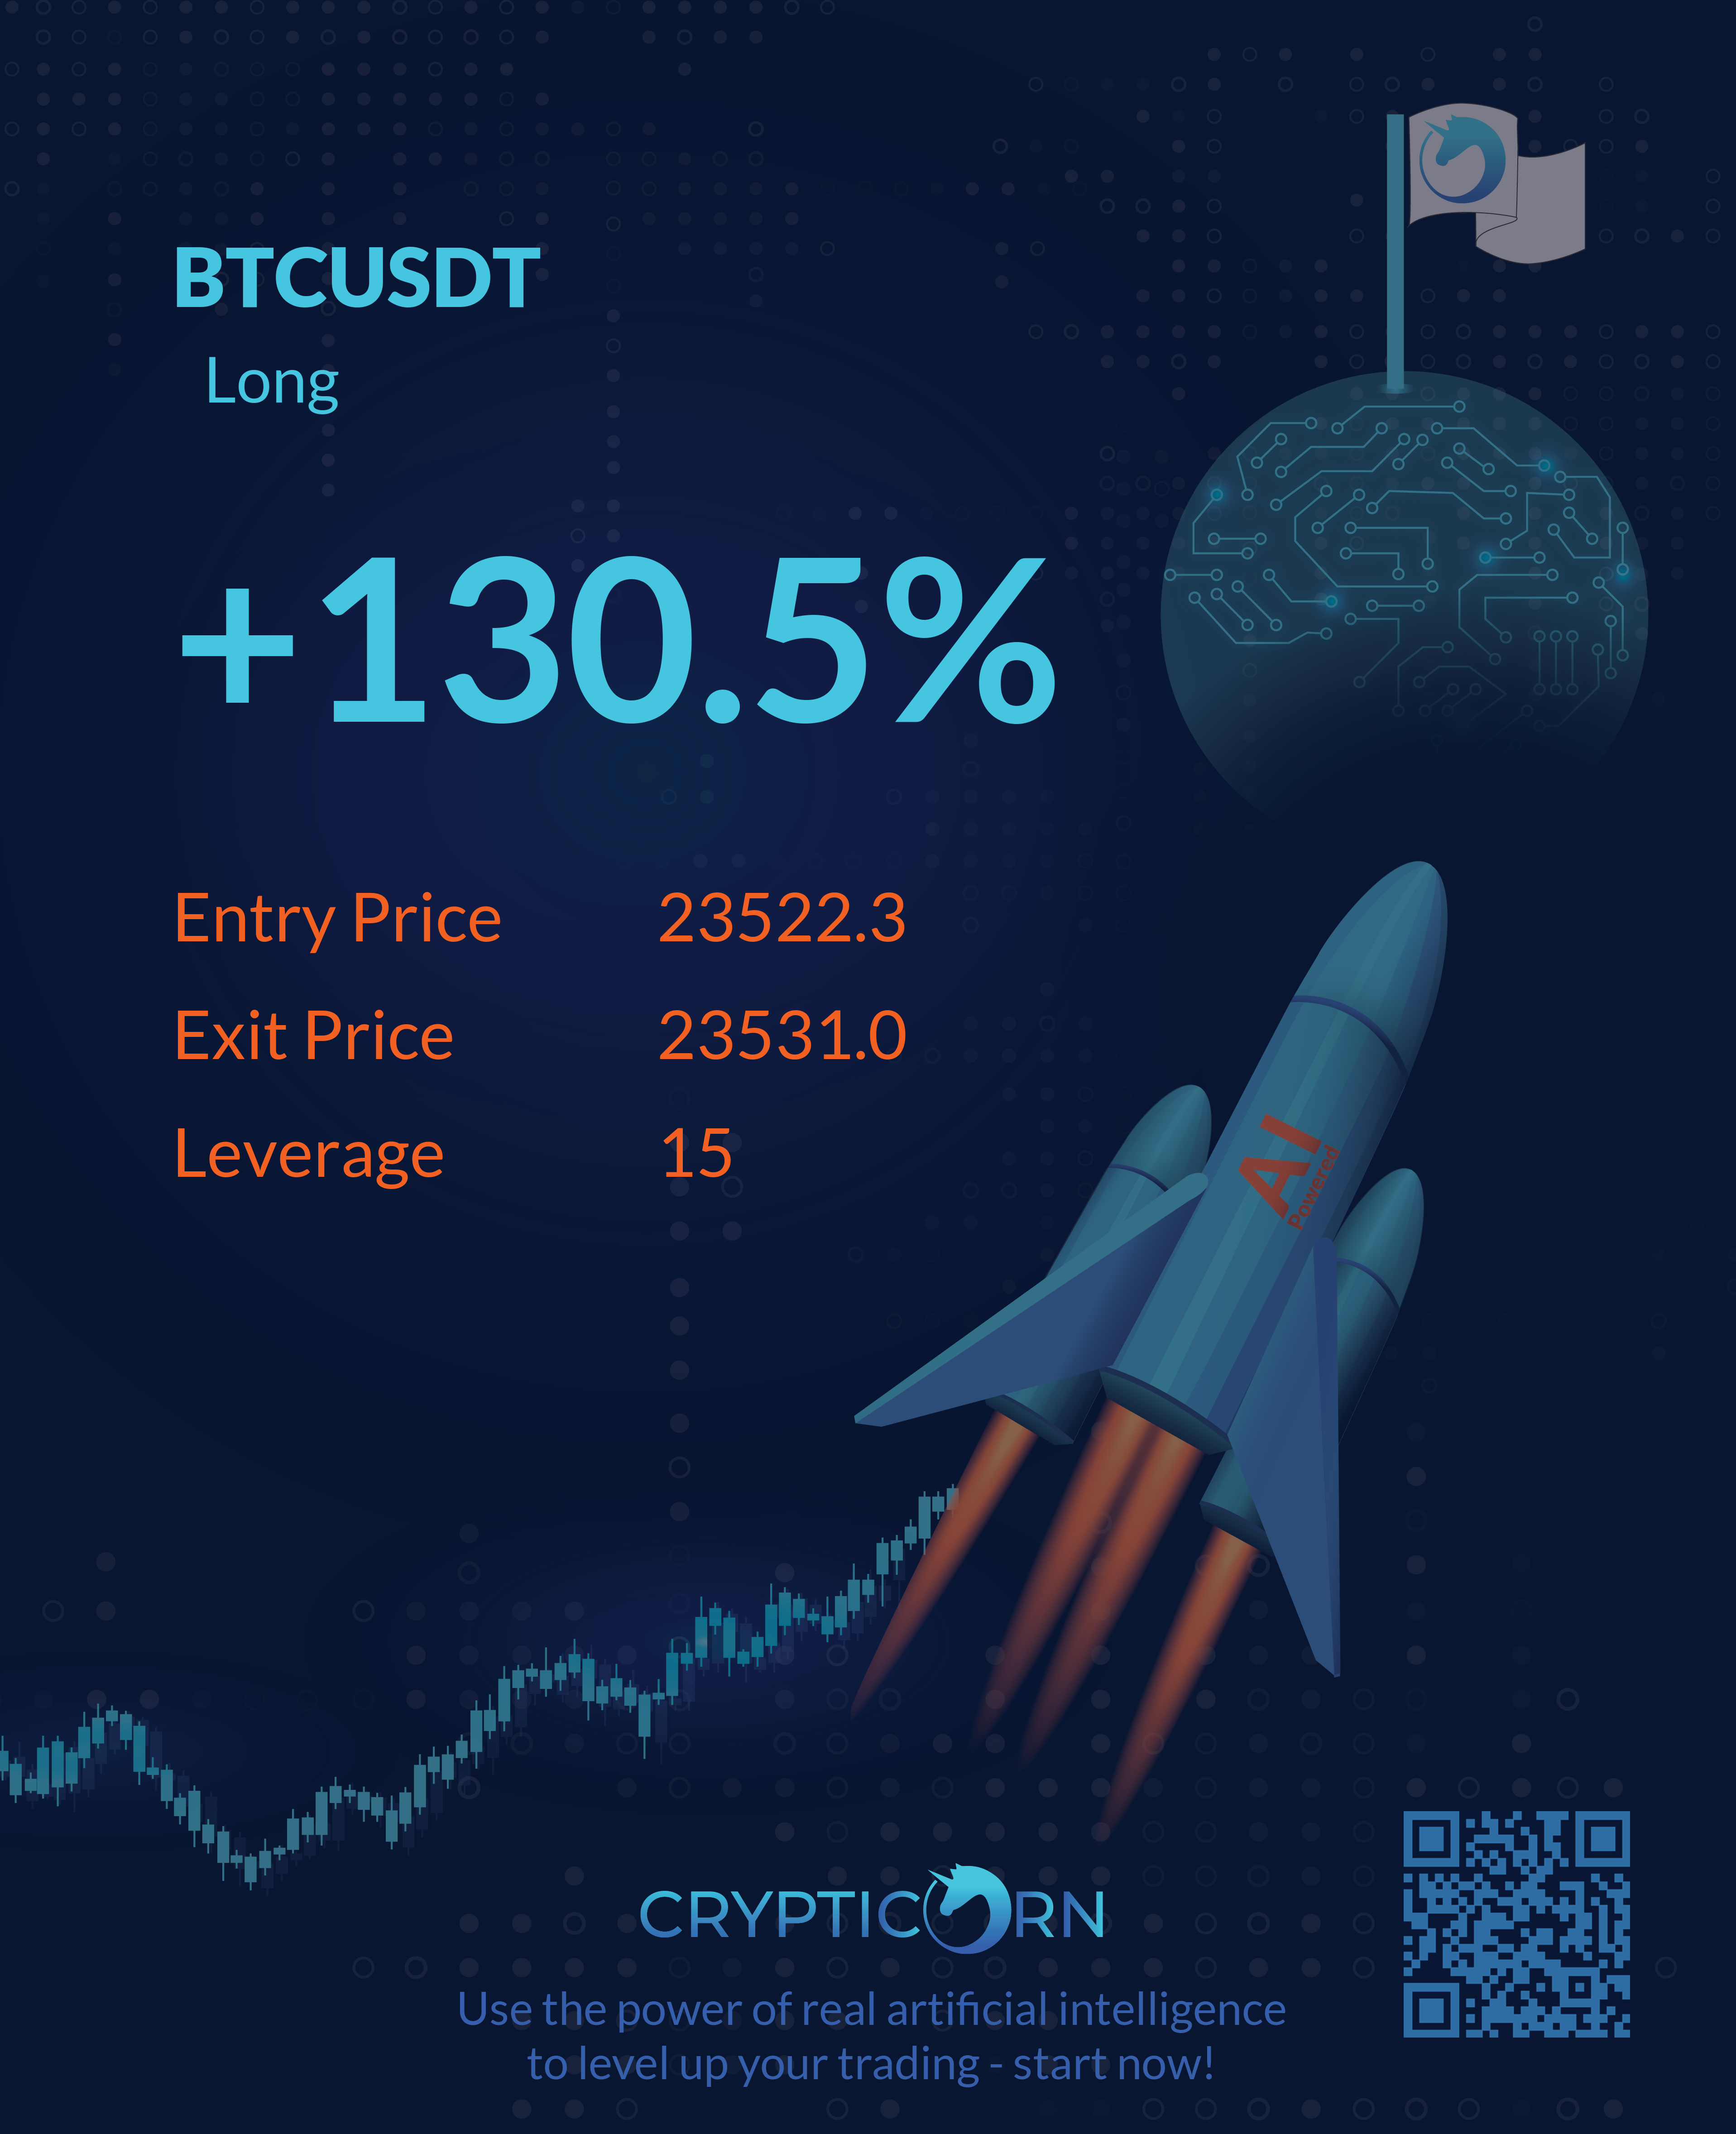 BTCUSDT
Long
+130.5%
Entry Price 23522.3
Exit Price 23531.0
Leverage 15
AI
Powered
CRYPTICORN
Use the power of real artificial intelligence
to level up your trading - start now!